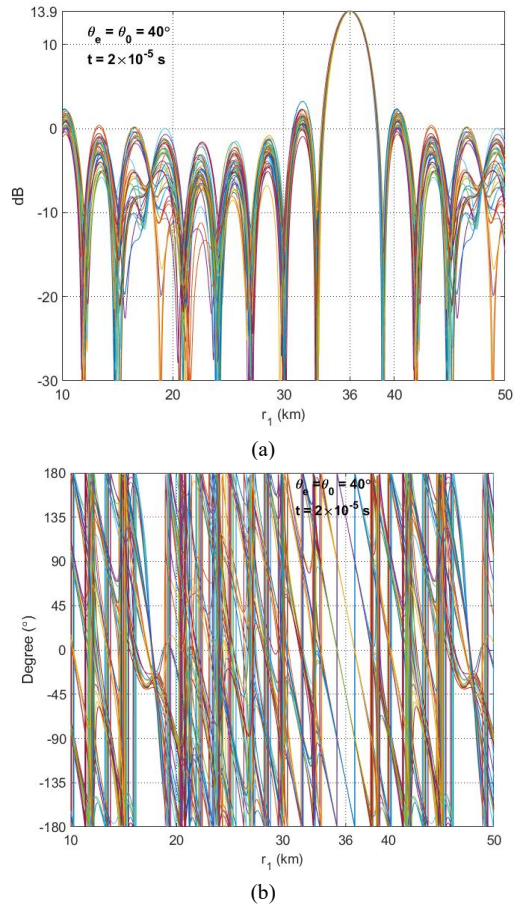 13.9
θe = θ0 = 40°
t = 2×10-5 s
10
0
-10
-20
-30
dB
10 20 30 36 40 50
r1 (km)
(a)
180
θe =θ0 = 40°
t = 2×10-5 s
135
90
45
0
-45
-90
-135
-180
Degree (°)
10 20 30 36 40 50
r1 (km)
(b)